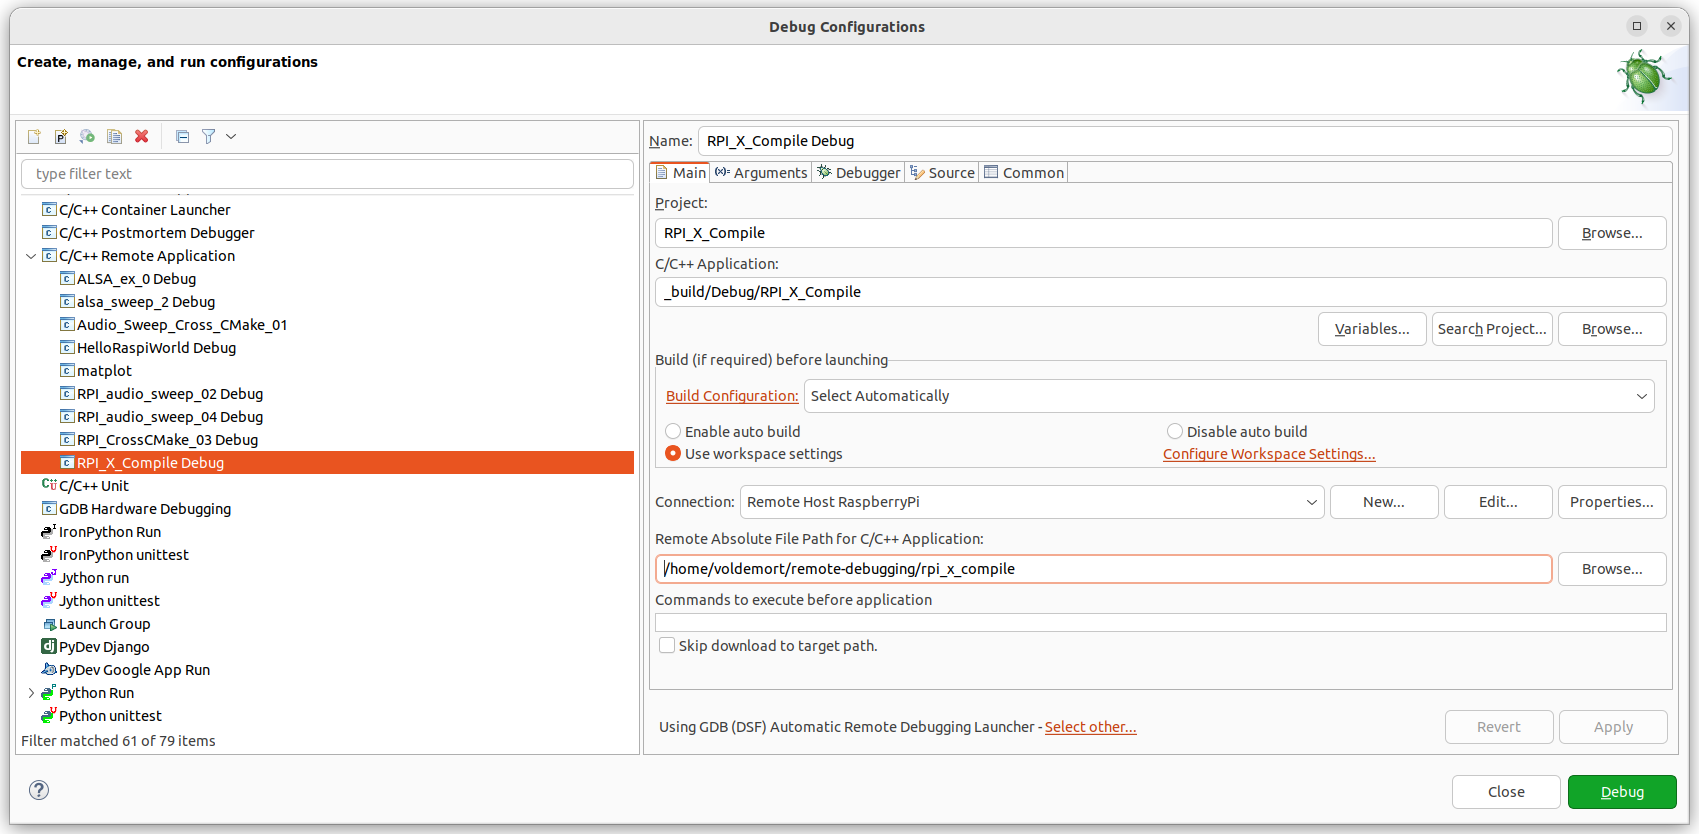 Debug Configurations
Create, manage, and run configurations
type filter text
C/C++ Container Launcher
C/C++ Postmortem Debugger
C/C++ Remote Application
ALSA_ex_0 Debug
alsa_sweep_2 Debug
Audio_Sweep_Cross_CMake_01
HelloRaspiWorld Debug
matplot
RPI_audio_sweep_02 Debug
RPI_audio_sweep_04 Debug
RPI_CrossCMake_03 Debug
RPI_X_Compile Debug
C/C++ Unit
GDB Hardware Debugging
IronPython Run
IronPython unittest
Jython run
Jython unittest
Launch Group
PyDev Django
PyDev Google App Run
Python Run
Python unittest
Filter matched 61 of 79 items
Name: RPI_X_Compile Debug
Main Arguments Debugger Source Common
Project:
RPI_X_Compile Browse...
C/C++ Application:
_build/Debug/RPI_X_Compile
Variables... Search Project... Browse...
Build (if required) before launching
Build Configuration: Select Automatically
Enable auto build Disable auto build
Use workspace settings Configure Workspace Settings...
Connection: Remote Host RaspberryPi New... Edit... Properties...
Remote Absolute File Path for C/C++ Application:
/home/voldemort/remote-debugging/rpi_x_compile Browse...
Commands to execute before application
Skip download to target path.
Using GDB (DSF) Automatic Remote Debugging Launcher - Select other... Revert Apply
Close Debug